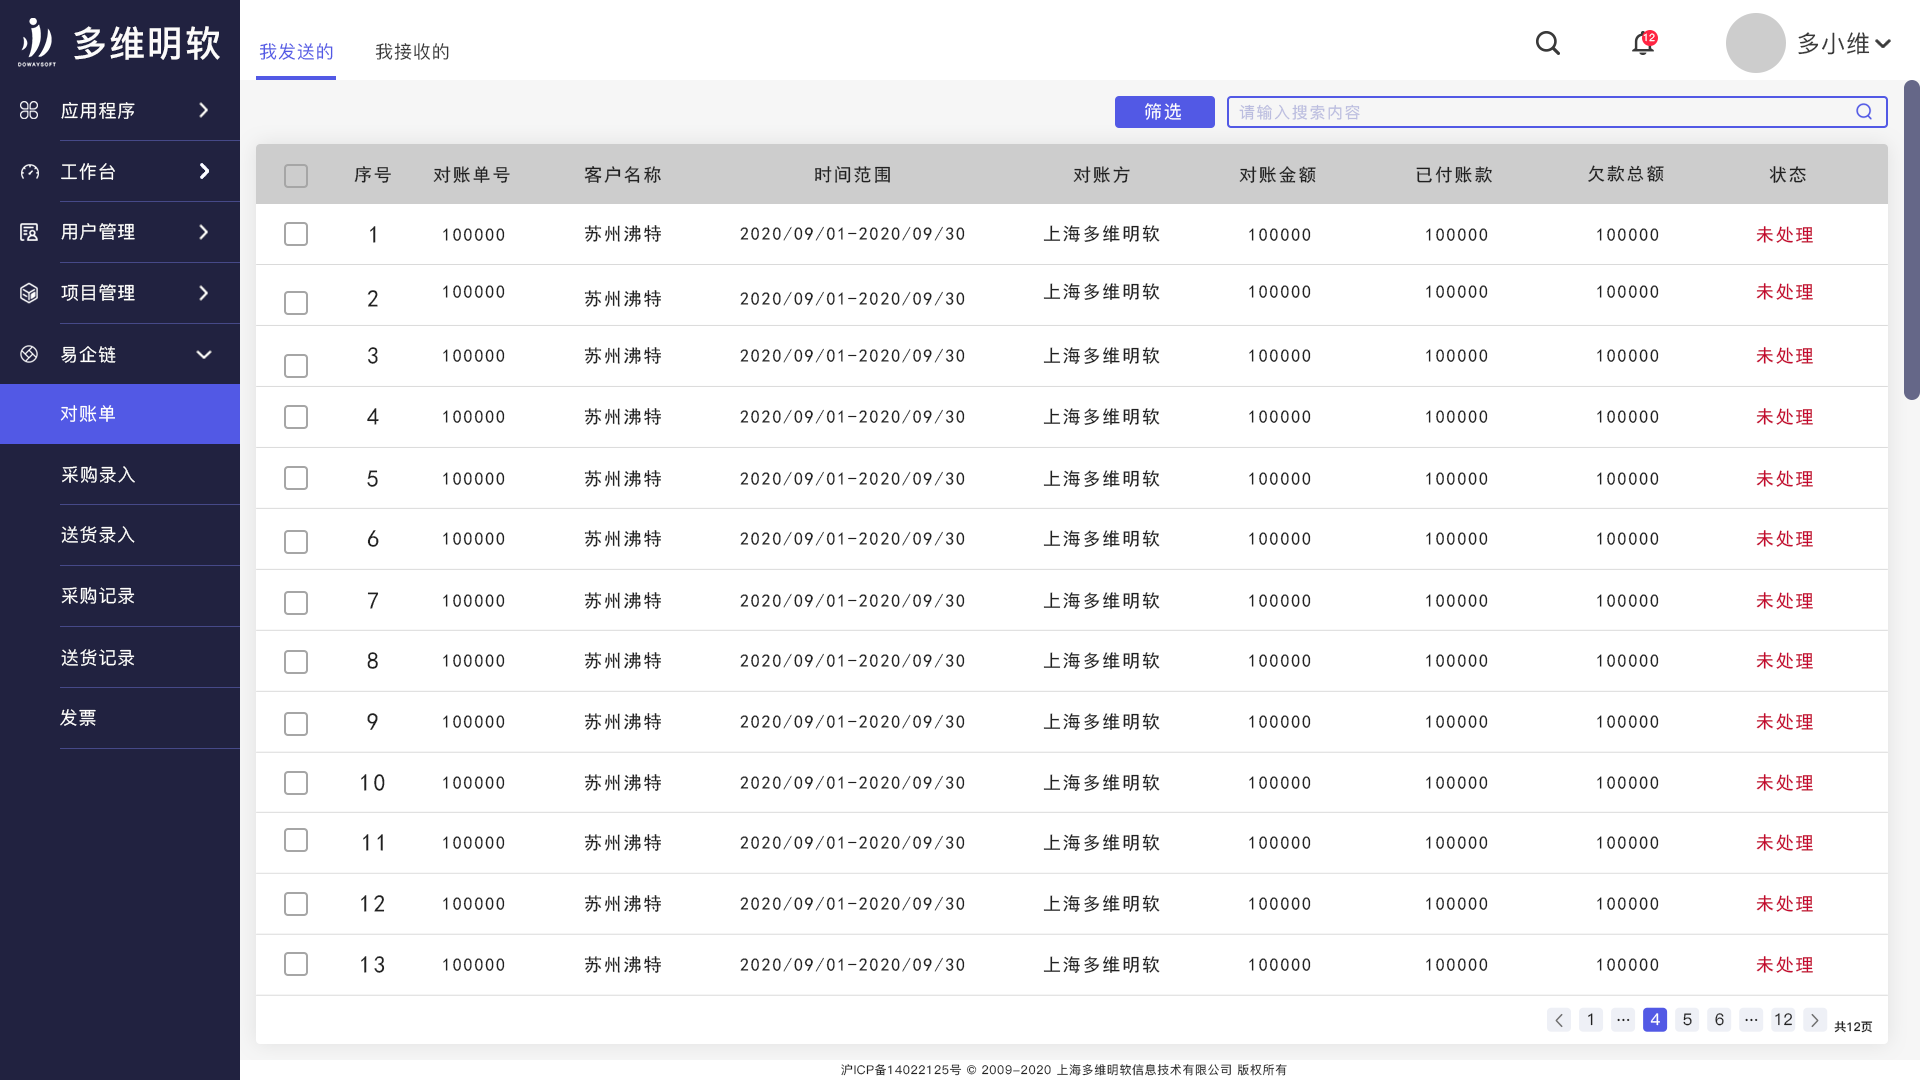 多维明软
DOWAYSOFT
我发送的 我接收的
12
多小维
应用程序
工作台
用户管理
项目管理
易企链
对账单
采购录入
送货录入
采购记录
送货记录
发票
筛选 请输入搜索内容
序号 对账单号 客户名称 时间范围 对账方 对账金额 已付账款 欠款总额 状态
1 100000 苏州沸特 2020/09/01-2020/09/30 上海多维明软 100000 100000 100000 未处理
2 100000 苏州沸特 2020/09/01-2020/09/30 上海多维明软 100000 100000 100000 未处理
3 100000 苏州沸特 2020/09/01-2020/09/30 上海多维明软 100000 100000 100000 未处理
4 100000 苏州沸特 2020/09/01-2020/09/30 上海多维明软 100000 100000 100000 未处理
5 100000 苏州沸特 2020/09/01-2020/09/30 上海多维明软 100000 100000 100000 未处理
6 100000 苏州沸特 2020/09/01-2020/09/30 上海多维明软 100000 100000 100000 未处理
7 100000 苏州沸特 2020/09/01-2020/09/30 上海多维明软 100000 100000 100000 未处理
8 100000 苏州沸特 2020/09/01-2020/09/30 上海多维明软 100000 100000 100000 未处理
9 100000 苏州沸特 2020/09/01-2020/09/30 上海多维明软 100000 100000 100000 未处理
10 100000 苏州沸特 2020/09/01-2020/09/30 上海多维明软 100000 100000 100000 未处理
11 100000 苏州沸特 2020/09/01-2020/09/30 上海多维明软 100000 100000 100000 未处理
12 100000 苏州沸特 2020/09/01-2020/09/30 上海多维明软 100000 100000 100000 未处理
13 100000 苏州沸特 2020/09/01-2020/09/30 上海多维明软 100000 100000 100000 未处理
1 ··· 4 5 6 ··· 12 共12页
沪ICP备14022125号 © 2009-2020 上海多维明软信息技术有限公司 版权所有